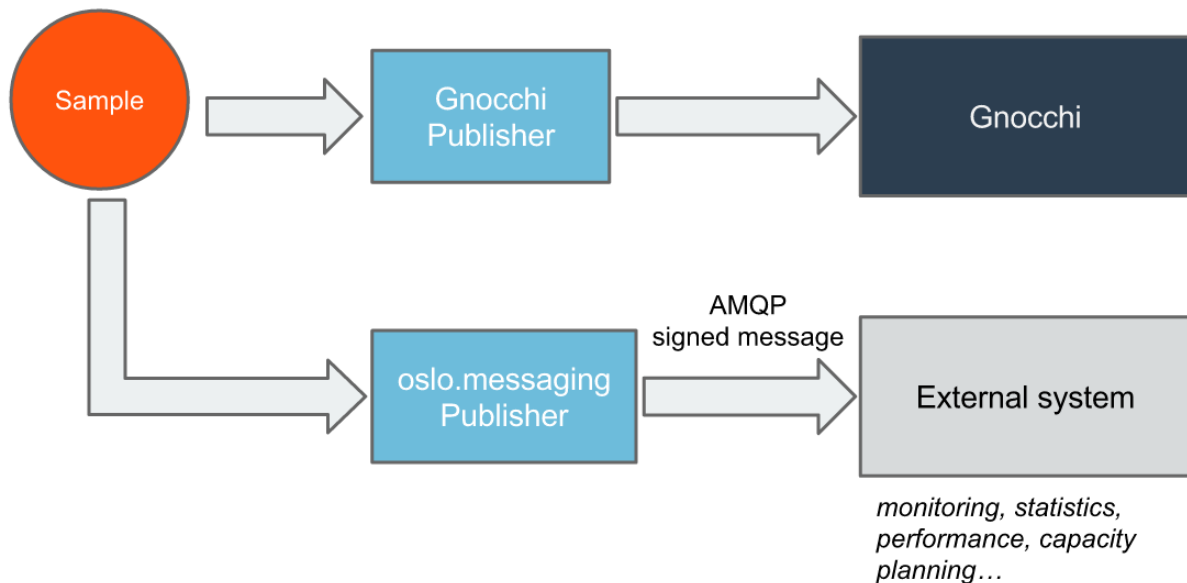 Sample
Gnocchi
Publisher
Gnocchi
AMQP
signed message
oslo.messaging
Publisher
External system
monitoring, statistics,
performance, capacity
planning…